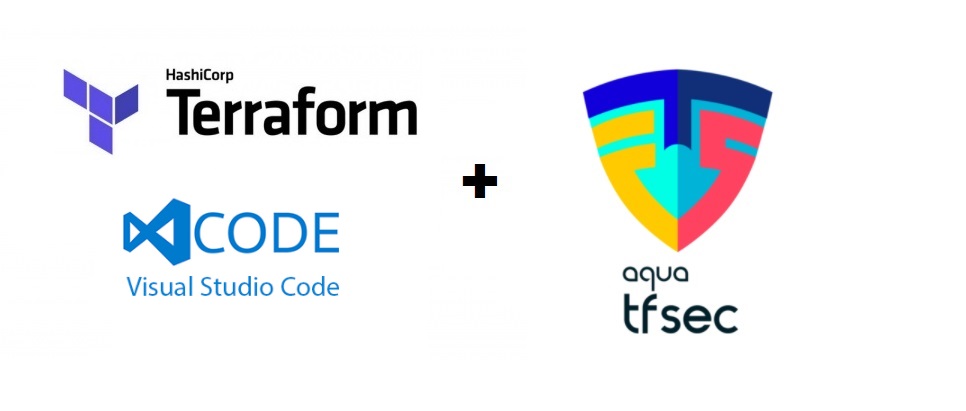 HashiCorp
Terraform
CODE
Visual Studio Code
+
aqua
tfsec